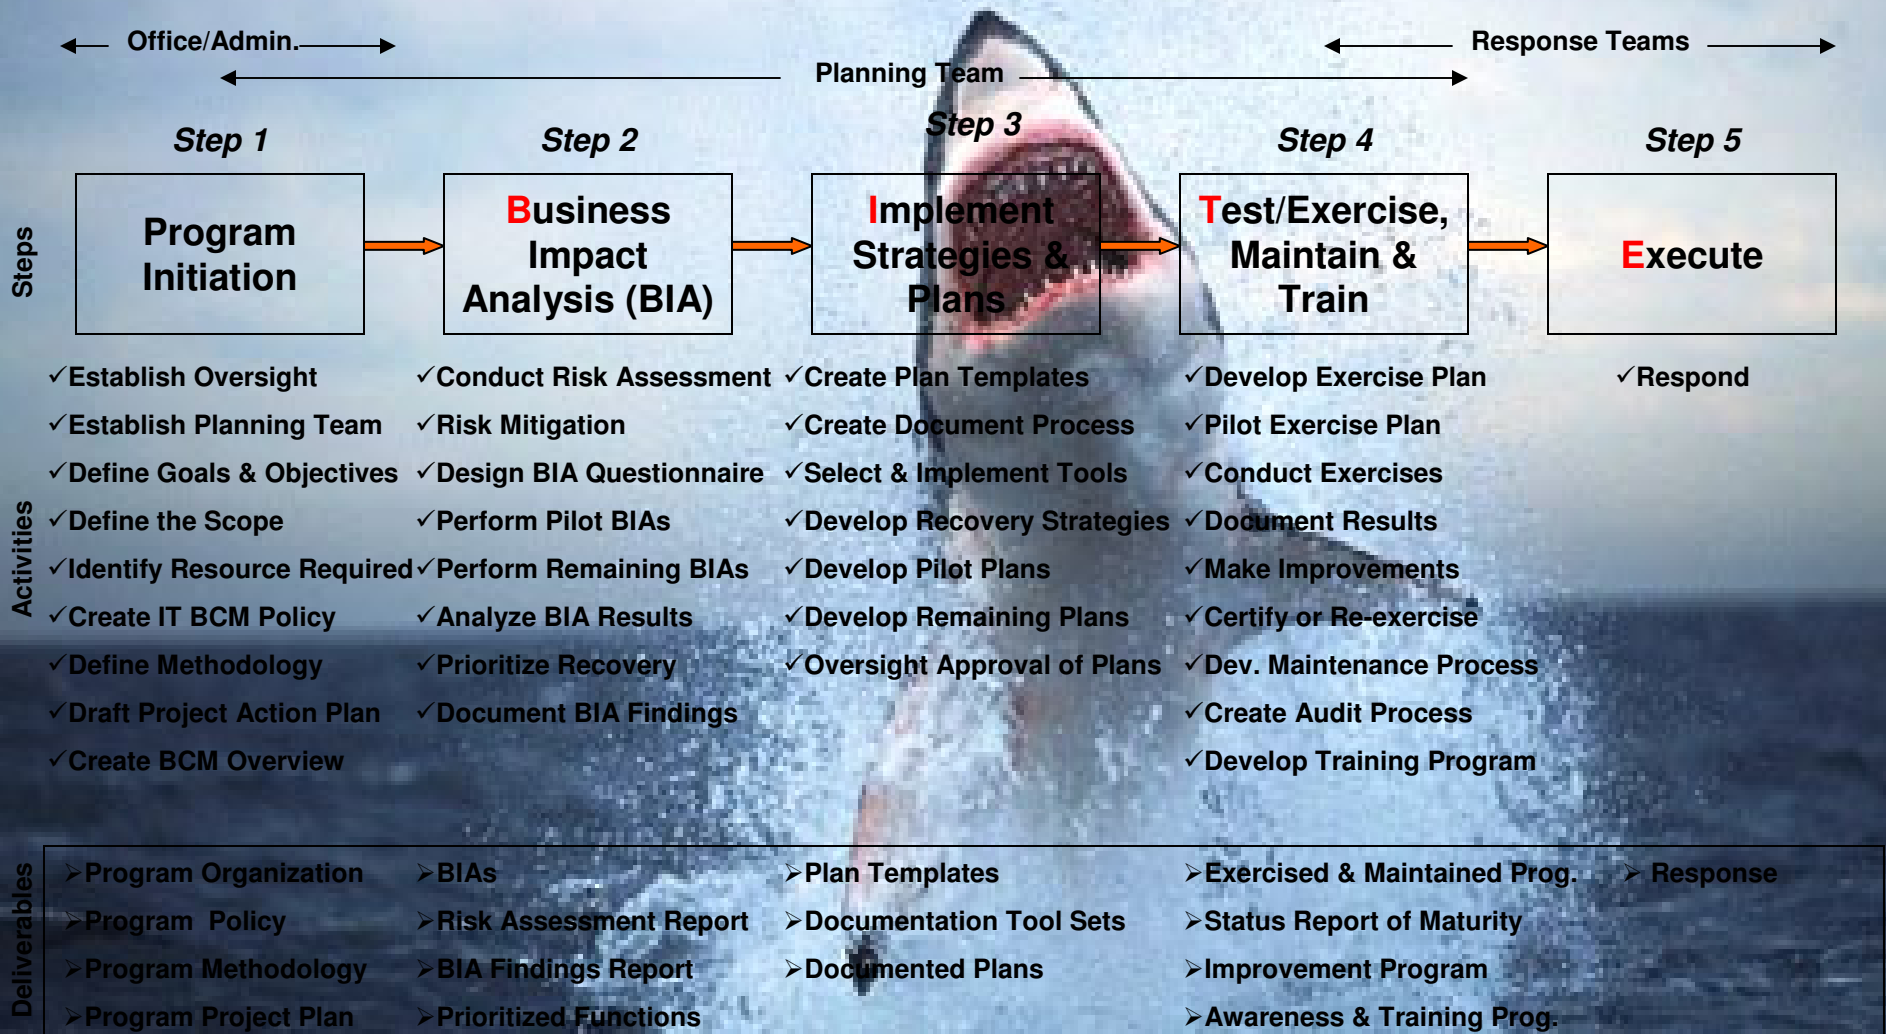 Office/Admin.
Response Teams
Planning Team
Step 1
Step 2
Step 3
Step 4
Step 5
Steps
Program
Initiation
Business
Impact
Analysis (BIA)
Implement
Strategies &
Plans
Test/Exercise,
Maintain &
Train
Execute
Activities
✓Establish Oversight
✓Establish Planning Team
✓Define Goals & Objectives
✓Define the Scope
✓Identify Resource Required
✓Create IT BCM Policy
✓Define Methodology
✓Draft Project Action Plan
✓Create BCM Overview
✓Conduct Risk Assessment
✓Risk Mitigation
✓Design BIA Questionnaire
✓Perform Pilot BIAs
✓Perform Remaining BIAs
✓Analyze BIA Results
✓Prioritize Recovery
✓Document BIA Findings
✓Create Plan Templates
✓Create Document Process
✓Select & Implement Tools
✓Develop Recovery Strategies
✓Develop Pilot Plans
✓Develop Remaining Plans
✓Oversight Approval of Plans
✓Develop Exercise Plan
✓Pilot Exercise Plan
✓Conduct Exercises
✓Document Results
✓Make Improvements
✓Certify or Re-exercise
✓Dev. Maintenance Process
✓Create Audit Process
✓Develop Training Program
✓Respond
Deliverables
➢Program Organization
➢Program Policy
➢Program Methodology
➢Program Project Plan
➢BIAs
➢Risk Assessment Report
➢BIA Findings Report
➢Prioritized Functions
➢Plan Templates
➢Documentation Tool Sets
➢Documented Plans
➢Exercised & Maintained Prog.
➢Status Report of Maturity
➢Improvement Program
➢Awareness & Training Prog.
➢ Response